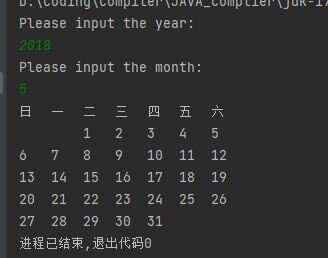 D:\Coding\Compiler\JAVA_Complier\jdk-17
Please input the year:
2018
Please input the month:
5
日 一 二 三 四 五 六
1 2 3 4 5
6 7 8 9 10 11 12
13 14 15 16 17 18 19
20 21 22 23 24 25 26
27 28 29 30 31
进程已结束,退出代码0